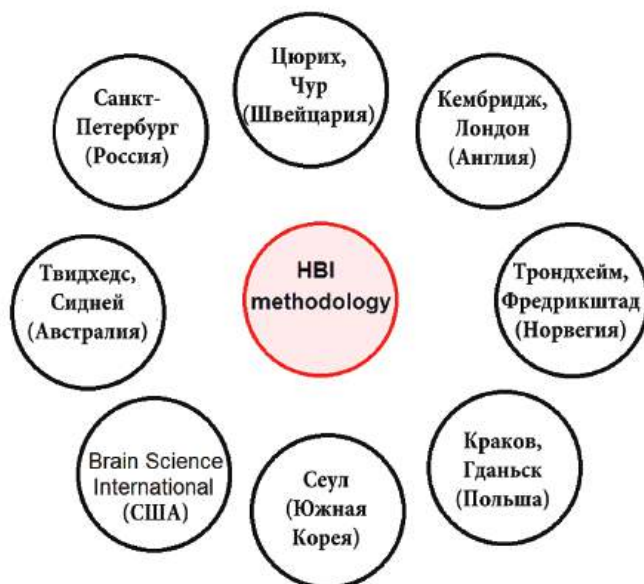 Цюрих,
Чур
(Швейцария)
Кембридж,
Лондон
(Англия)
Трондхейм,
Фредрикштад
(Норвегия)
Краков,
Гданьск
(Польша)
Сеул
(Южная
Корея)
Brain Science
International
(США)
Твидхедс,
Сидней
(Австралия)
Санкт-
Петербург
(Россия)
HBI
methodology